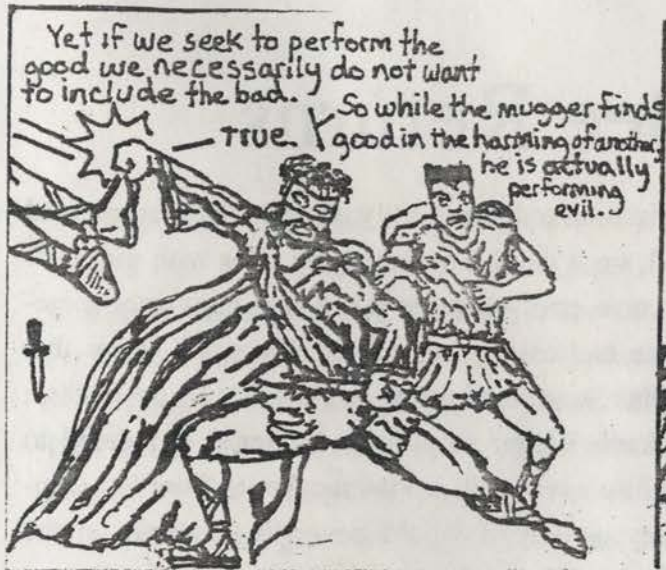 Yet if we seek to perform the
good we necessarily do not want
to include the bad.
— TRUE.
So while the mugger finds
good in the harming of another,
he is actually
performing
evil.